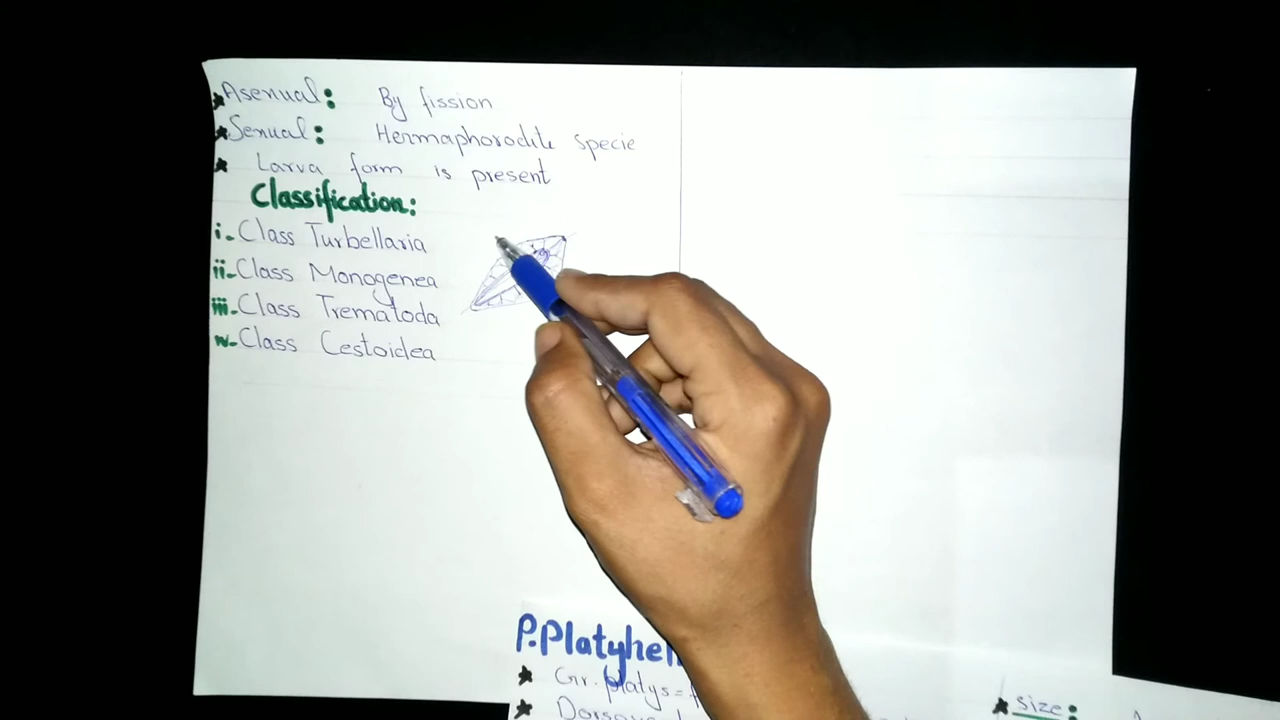 Asexual: By fission
Sexual: Hermaphorodite specie
Larva form is present
Classification:
i. Class Turbellaria
ii. Class Monogenea
iii. Class Trematoda
iv. Class Cestoidea
P.Platyhel
Gr. platys =
size: